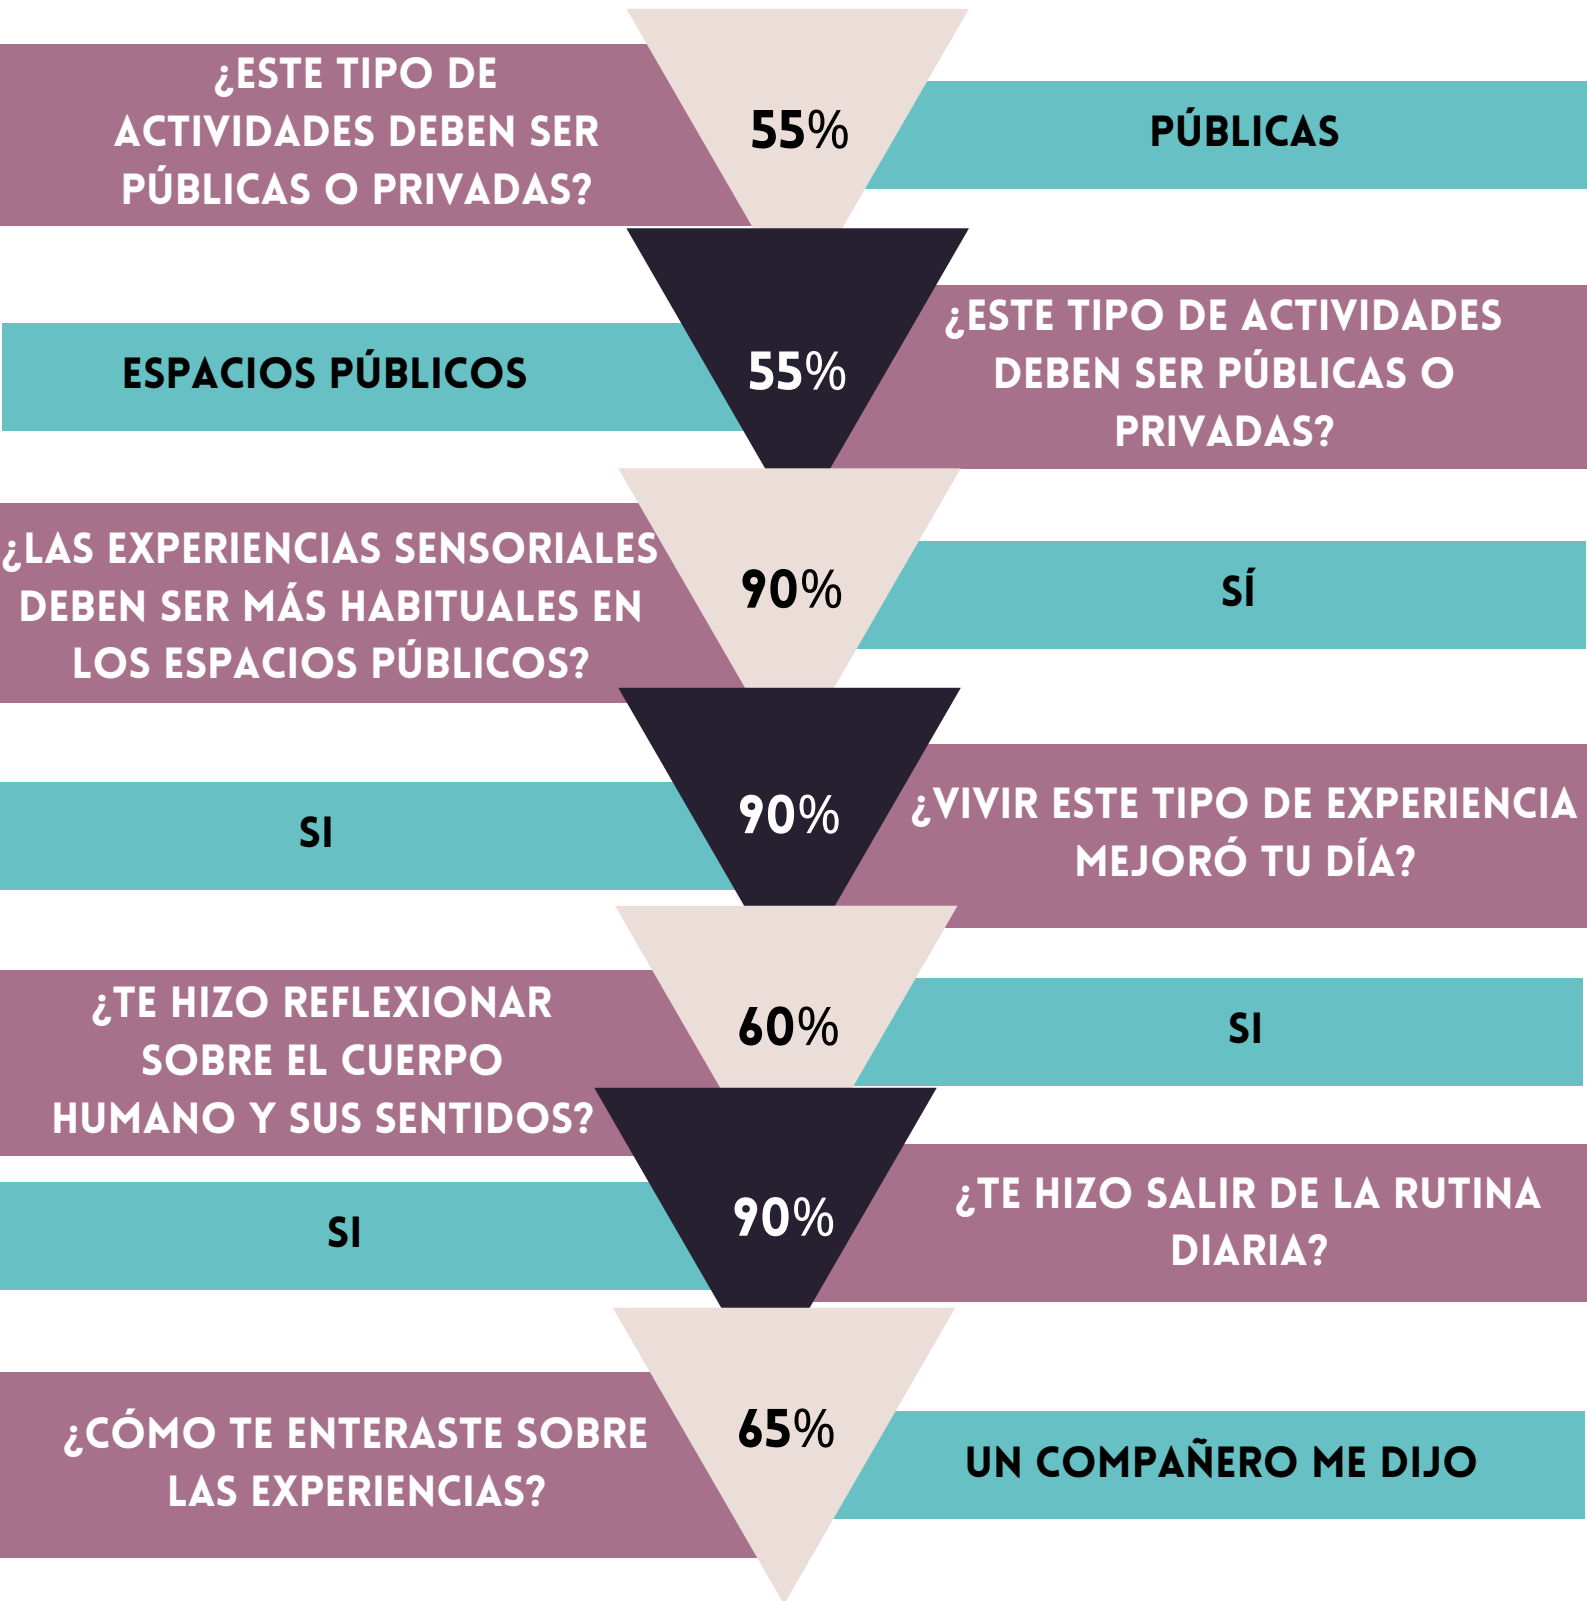 ¿ESTE TIPO DE
ACTIVIDADES DEBEN SER
PÚBLICAS O PRIVADAS?
55%
PÚBLICAS
ESPACIOS PÚBLICOS
55%
¿ESTE TIPO DE ACTIVIDADES
DEBEN SER PÚBLICAS O
PRIVADAS?
¿LAS EXPERIENCIAS SENSORIALES
DEBEN SER MÁS HABITUALES EN
LOS ESPACIOS PÚBLICOS?
90%
SÍ
SI
90%
¿VIVIR ESTE TIPO DE EXPERIENCIA
MEJORÓ TU DÍA?
¿TE HIZO REFLEXIONAR
SOBRE EL CUERPO
HUMANO Y SUS SENTIDOS?
60%
SI
SI
90%
¿TE HIZO SALIR DE LA RUTINA
DIARIA?
¿CÓMO TE ENTERASTE SOBRE
LAS EXPERIENCIAS?
65%
UN COMPAÑERO ME DIJO